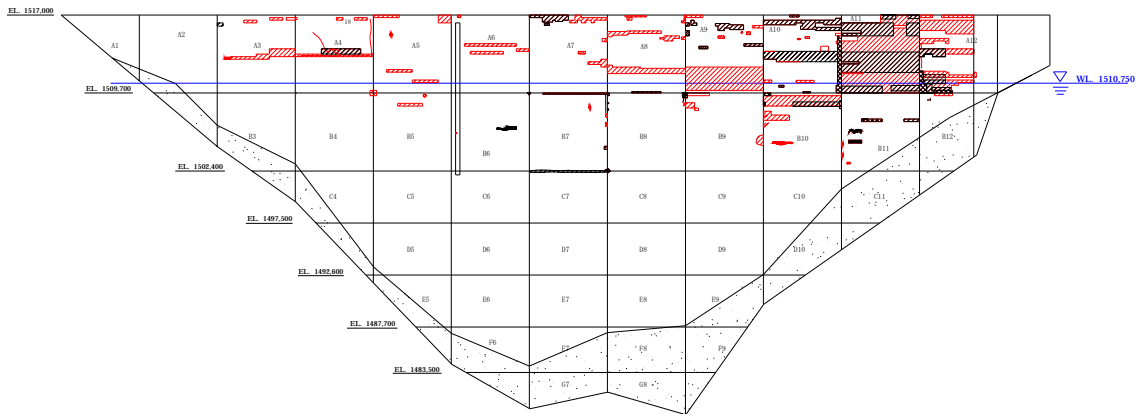 EL. 1517,000
A1
A2
A3
18
A4
A5
A6
A7
A8
A9
A10
A11
A12
WL. 1510,750
EL. 1509,700
B3
B4
B5
B6
B7
B8
B9
B10
B11
B12
EL. 1502,400
C4
C5
C6
C7
C8
C9
C10
C11
EL. 1497,500
D5
D6
D7
D8
D9
D10
EL. 1492,600
E5
E6
E7
E8
E9
EL. 1487,700
F6
F7
F8
F9
EL. 1483,500
G7
G8